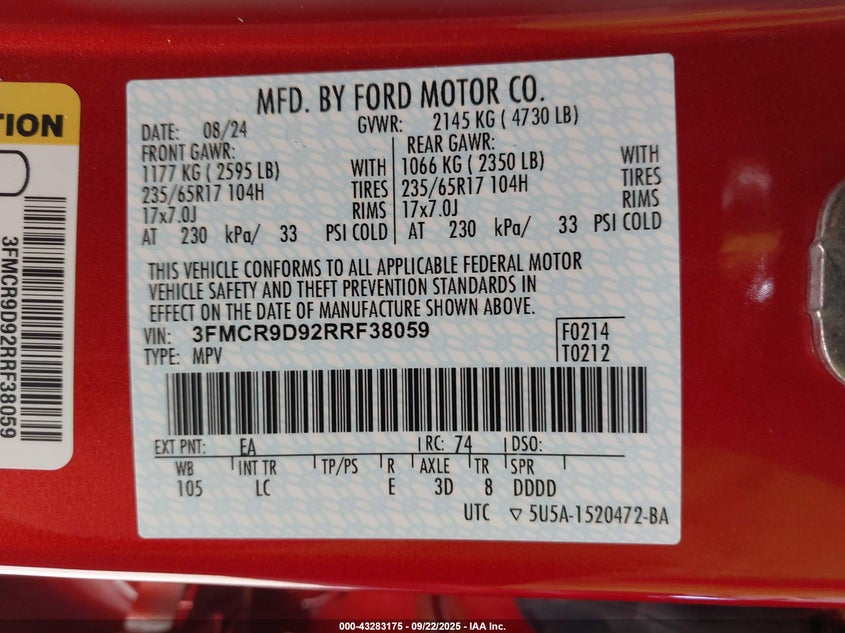 TION
3FMCR9D92RRF38059
MFD. BY FORD MOTOR CO.
DATE: 08/24 GVWR: 2145 KG ( 4730 LB)
FRONT GAWR: REAR GAWR:
1177 KG ( 2595 LB) WITH 1066 KG ( 2350 LB) WITH
235/65R17 104H TIRES 235/65R17 104H TIRES
17x7.0J RIMS 17x7.0J RIMS
AT 230 kPa/ 33 PSI COLD AT 230 kPa/ 33 PSI COLD
THIS VEHICLE CONFORMS TO ALL APPLICABLE FEDERAL MOTOR
VEHICLE SAFETY AND THEFT PREVENTION STANDARDS IN
EFFECT ON THE DATE OF MANUFACTURE SHOWN ABOVE.
VIN: 3FMCR9D92RRF38059 F0214
TYPE: MPV T0212
EXT PNT: EA RC: 74 DSO:
WB INT TR TP/PS R AXLE TR SPR
105 LC E 3D 8 DDDD
UTC ▽ 5U5A-1520472-BA
000-43283175 - 09/22/2025 - IAA Inc.